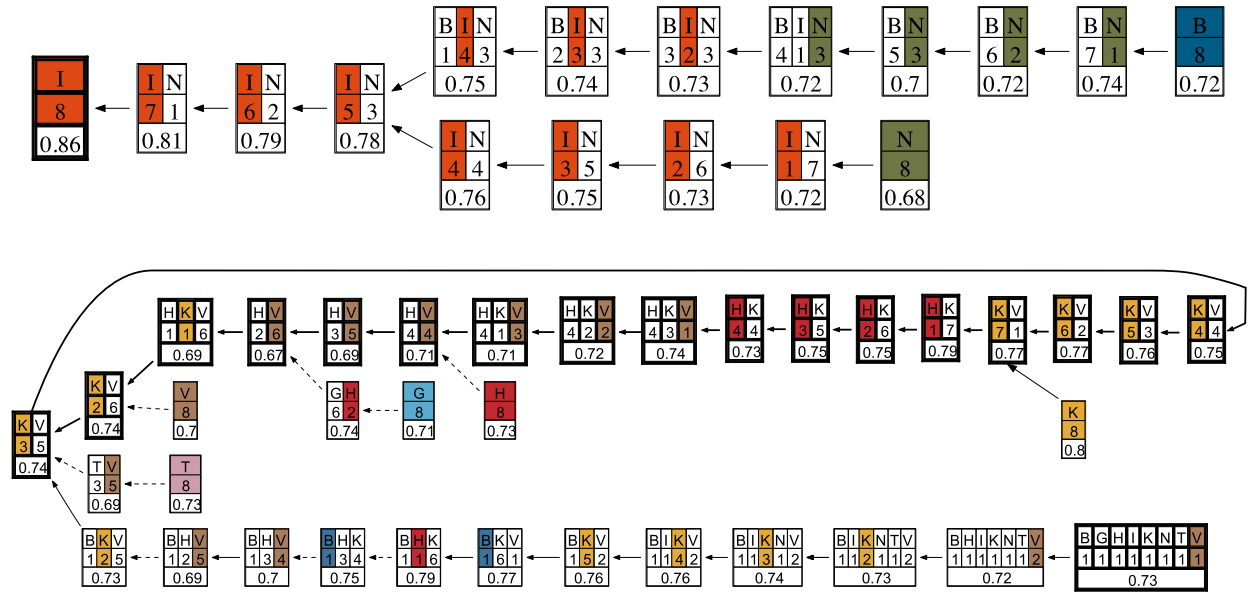 B I N
1 4 3
0.75
B I N
2 3 3
0.74
B I N
3 2 3
0.73
B I N
4 1 3
0.72
B N
5 3
0.7
B N
6 2
0.72
B N
7 1
0.74
B
8
0.72
I
8
0.86
I N
7 1
0.81
I N
6 2
0.79
I N
5 3
0.78
I N
4 4
0.76
I N
3 5
0.75
I N
2 6
0.73
I N
1 7
0.72
N
8
0.68
H K V
1 1 6
0.69
H V
2 6
0.67
H V
3 5
0.69
H V
4 4
0.71
H K V
4 1 3
0.71
H K V
4 2 2
0.72
H K V
4 3 1
0.74
H K
4 4
0.73
H K
3 5
0.75
H K
2 6
0.75
H K
1 7
0.79
K V
7 1
0.77
K V
6 2
0.77
K V
5 3
0.76
K V
4 4
0.75
K V
2 6
0.74
V
8
0.7
G H
6 2
0.74
G
8
0.71
H
8
0.73
K
8
0.8
K V
3 5
0.74
T V
3 5
0.69
T
8
0.73
B K V
1 2 5
0.73
B H V
1 2 5
0.69
B H V
1 3 4
0.7
B H K
1 3 4
0.75
B H K
1 1 6
0.79
B K V
1 6 1
0.77
B K V
1 5 2
0.76
B I K V
1 1 4 2
0.76
B I K N V
1 1 3 1 2
0.74
B I K N T V
1 1 2 1 1 2
0.73
B H I K N T V
1 1 1 1 1 1 2
0.72
B G H I K N T V
1 1 1 1 1 1 1 1
0.73